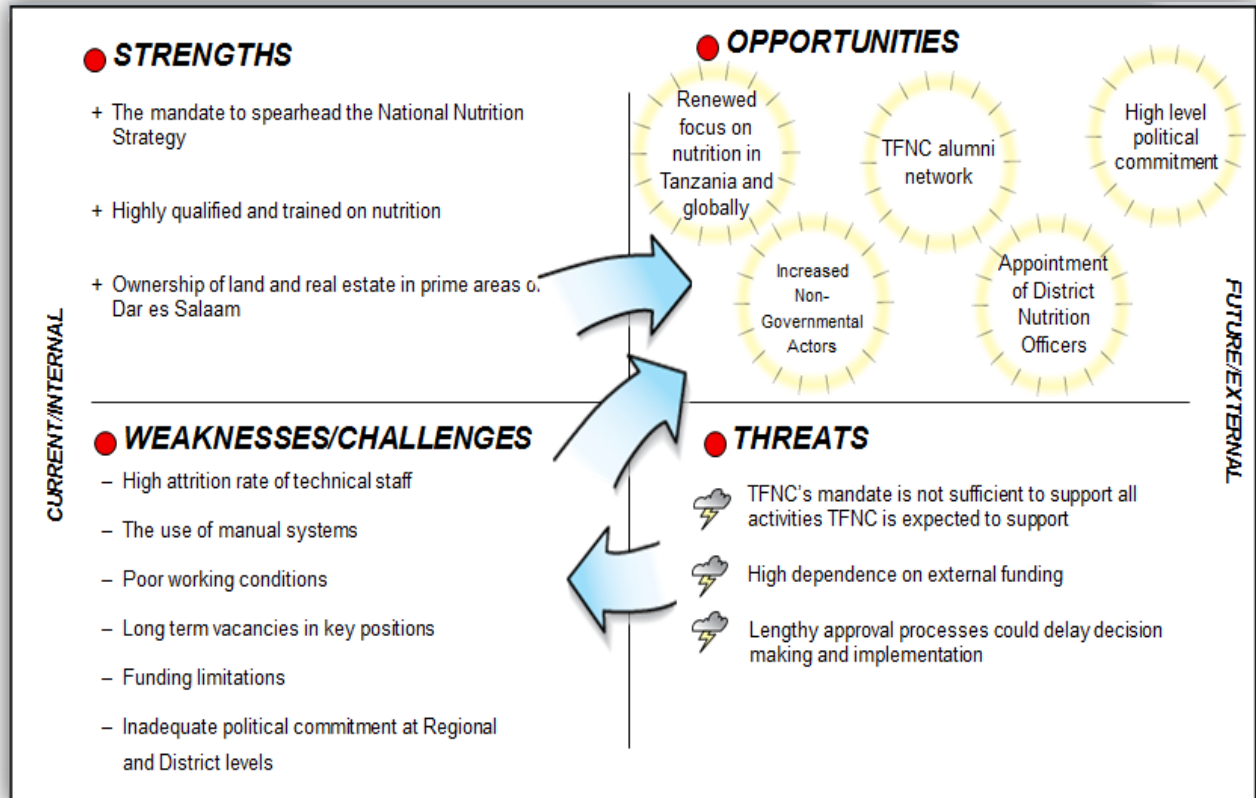 STRENGTHS
+ The mandate to spearhead the National Nutrition
Strategy
+ Highly qualified and trained on nutrition
+ Ownership of land and real estate in prime areas
Dar es Salaam
OPPORTUNITIES
Renewed
focus on
nutrition in
Tanzania and
globally
TFNC alumni
network
High level
political
commitment
Increased
Non-
Governmental
Actors
Appointment
of District
Nutrition
Officers
CURRENT/INTERNAL
FUTURE/EXTERNAL
WEAKNESSES/CHALLENGES
– High attrition rate of technical staff
– The use of manual systems
– Poor working conditions
– Long term vacancies in key positions
– Funding limitations
– Inadequate political commitment at Regional
and District levels
THREATS
TFNC’s mandate is not sufficient to support all
activities TFNC is expected to support
High dependence on external funding
Lengthy approval processes could delay decision
making and implementation